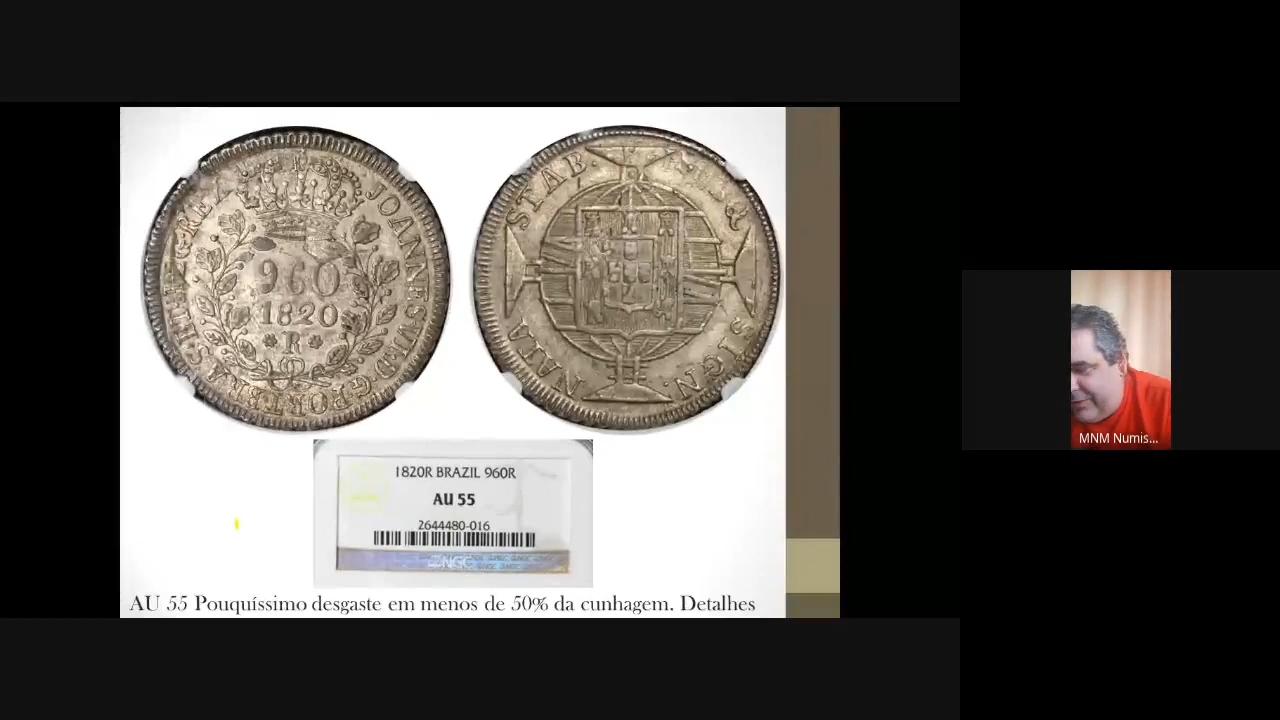 JOANNES.VI.D.G.PORT.BRAS.
960
1820
R
STAB.
SIGN.
NATA
1820R BRAZIL 960R
AU 55
2644480-016
NGC
AU 55 Pouquíssimo desgaste em menos de 50% da cunhagem. Detalhes
MNM Numis...